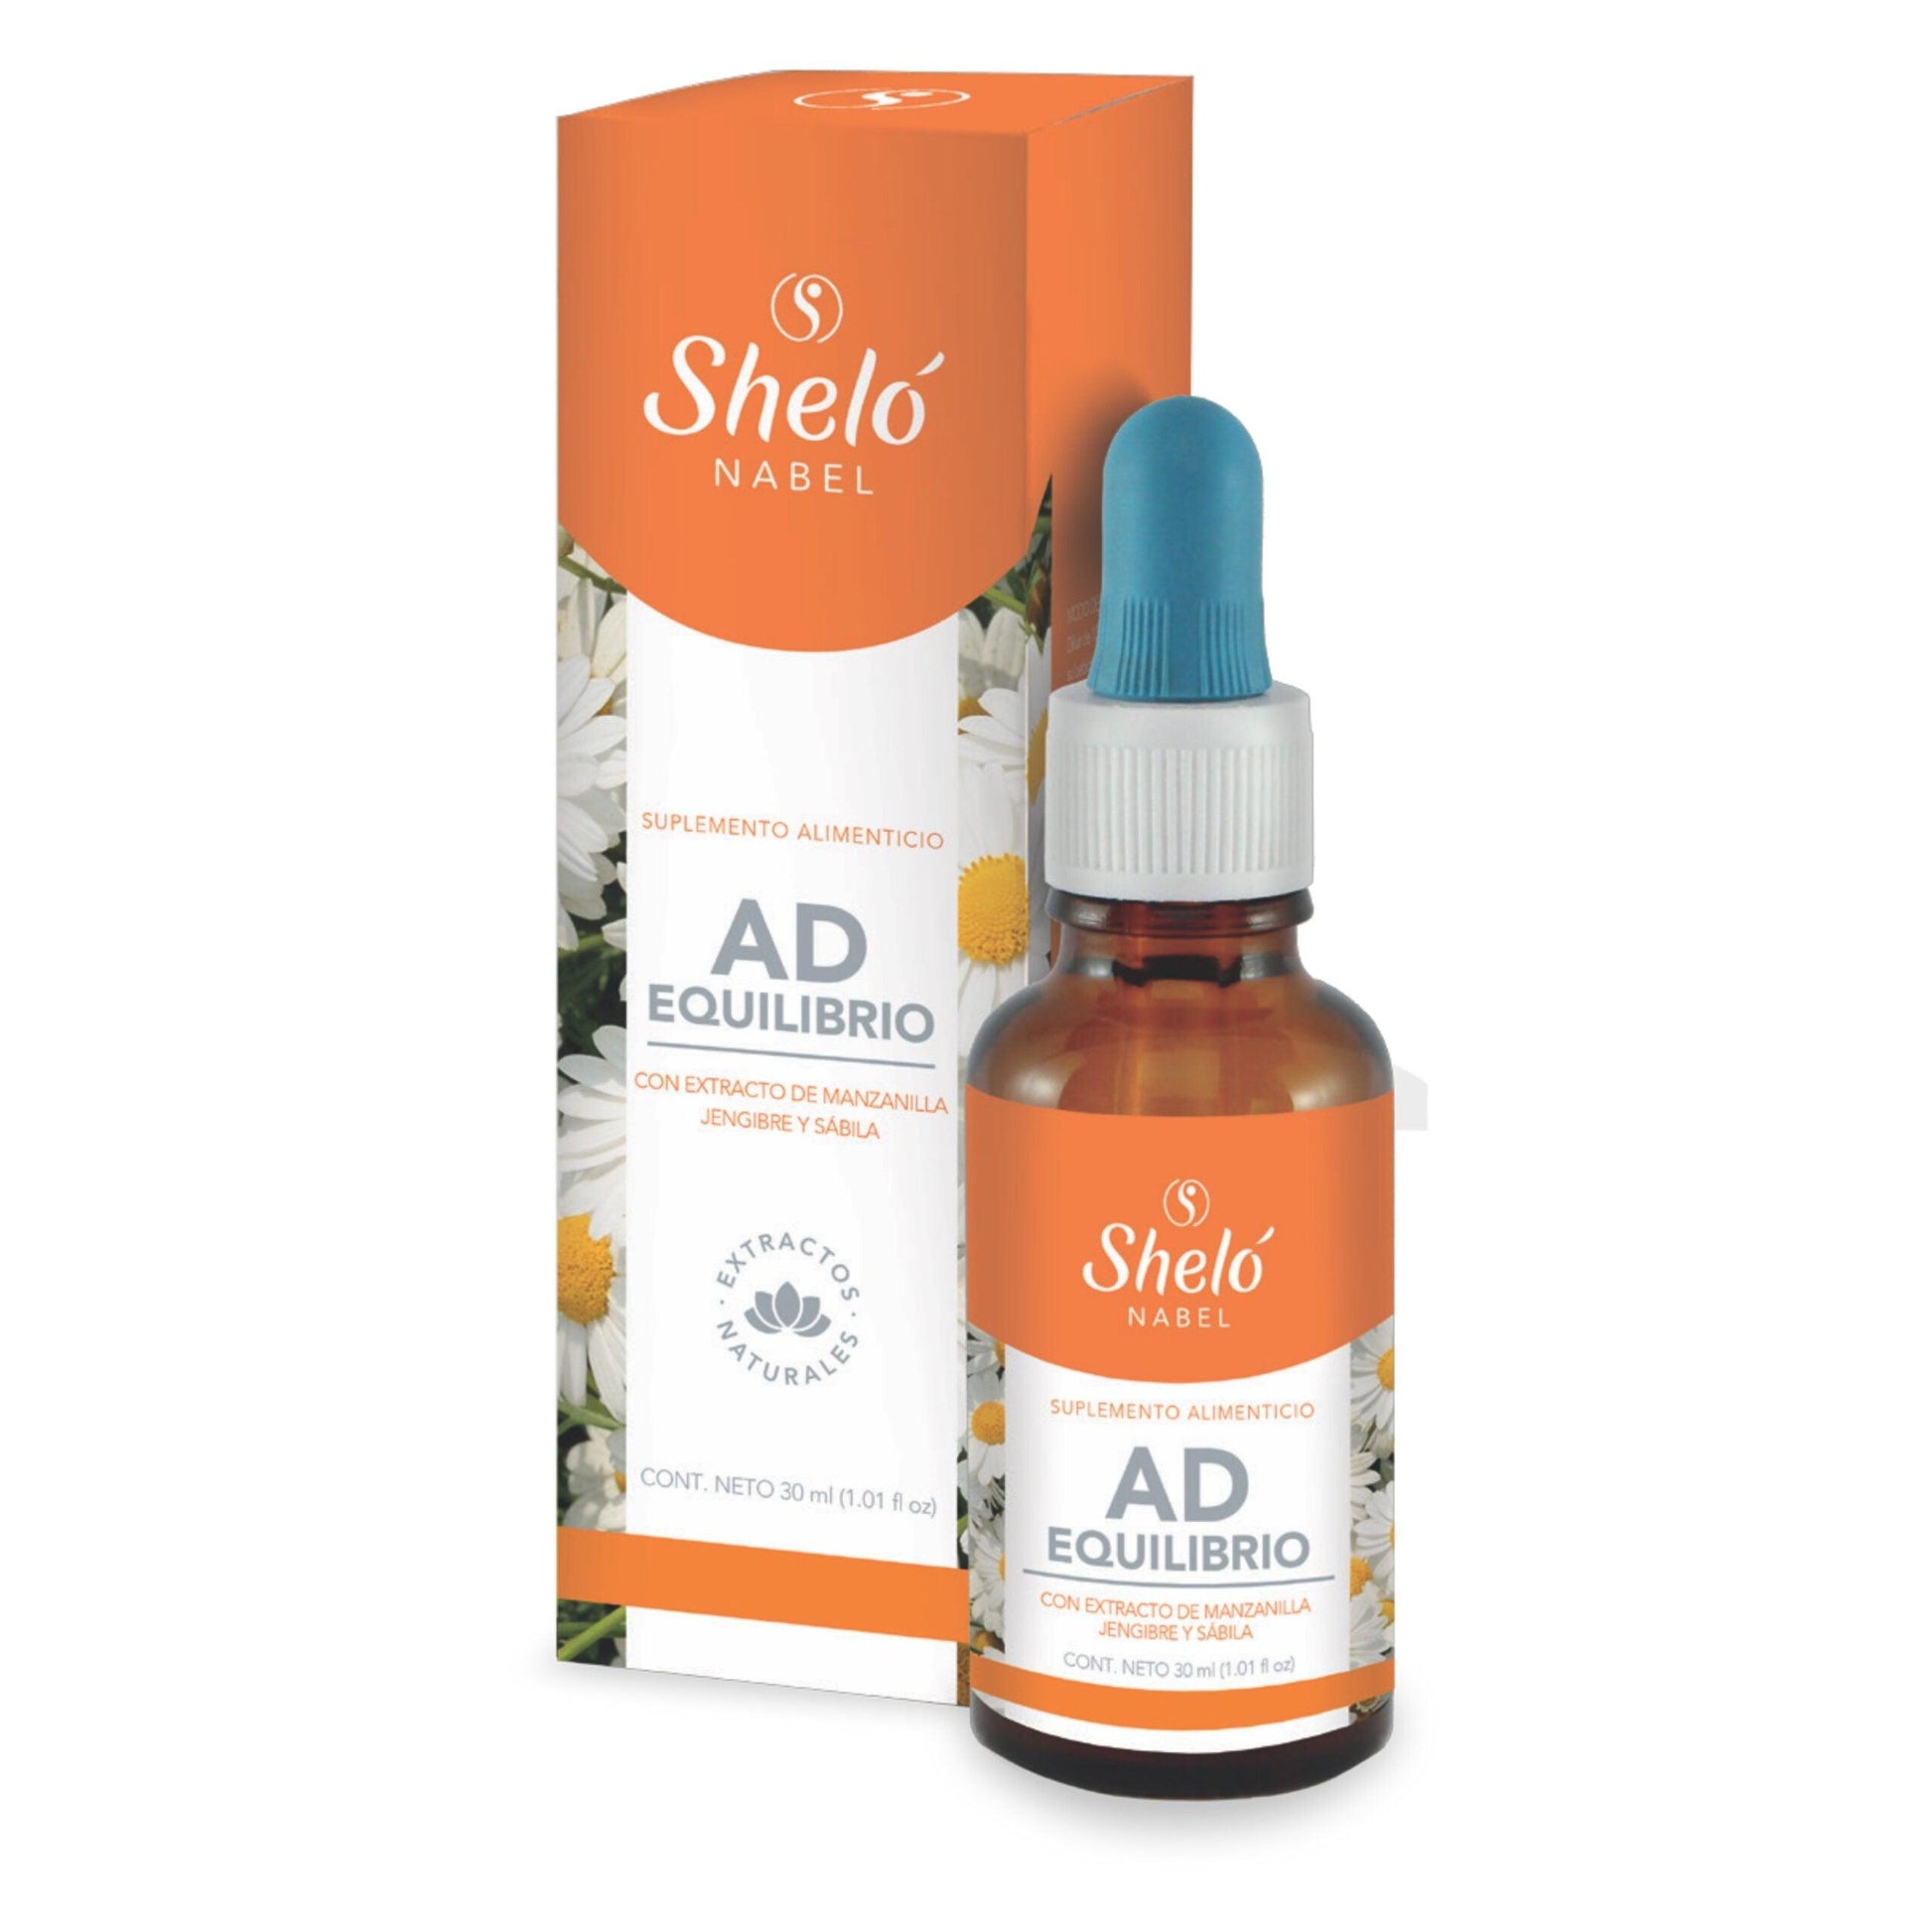 Sheló
NABEL
SUPLEMENTO ALIMENTICIO
AD
EQUILIBRIO
CON EXTRACTO DE MANZANILLA
JENGIBRE Y SÁBILA
· EXTRACTOS · NATURALES
CONT. NETO 30 ml (1.01 fl oz)
Sheló
NABEL
SUPLEMENTO ALIMENTICIO
AD
EQUILIBRIO
CON EXTRACTO DE MANZANILLA
JENGIBRE Y SÁBILA
CONT. NETO 30 ml (1.01 fl oz)